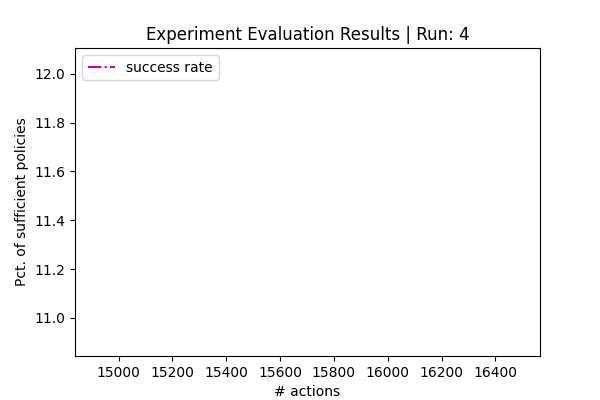 Experiment Evaluation Results | Run: 4
success rate
Pct. of sufficient policies
12.0
11.8
11.6
11.4
11.2
11.0
15000 15200 15400 15600 15800 16000 16200 16400
# actions